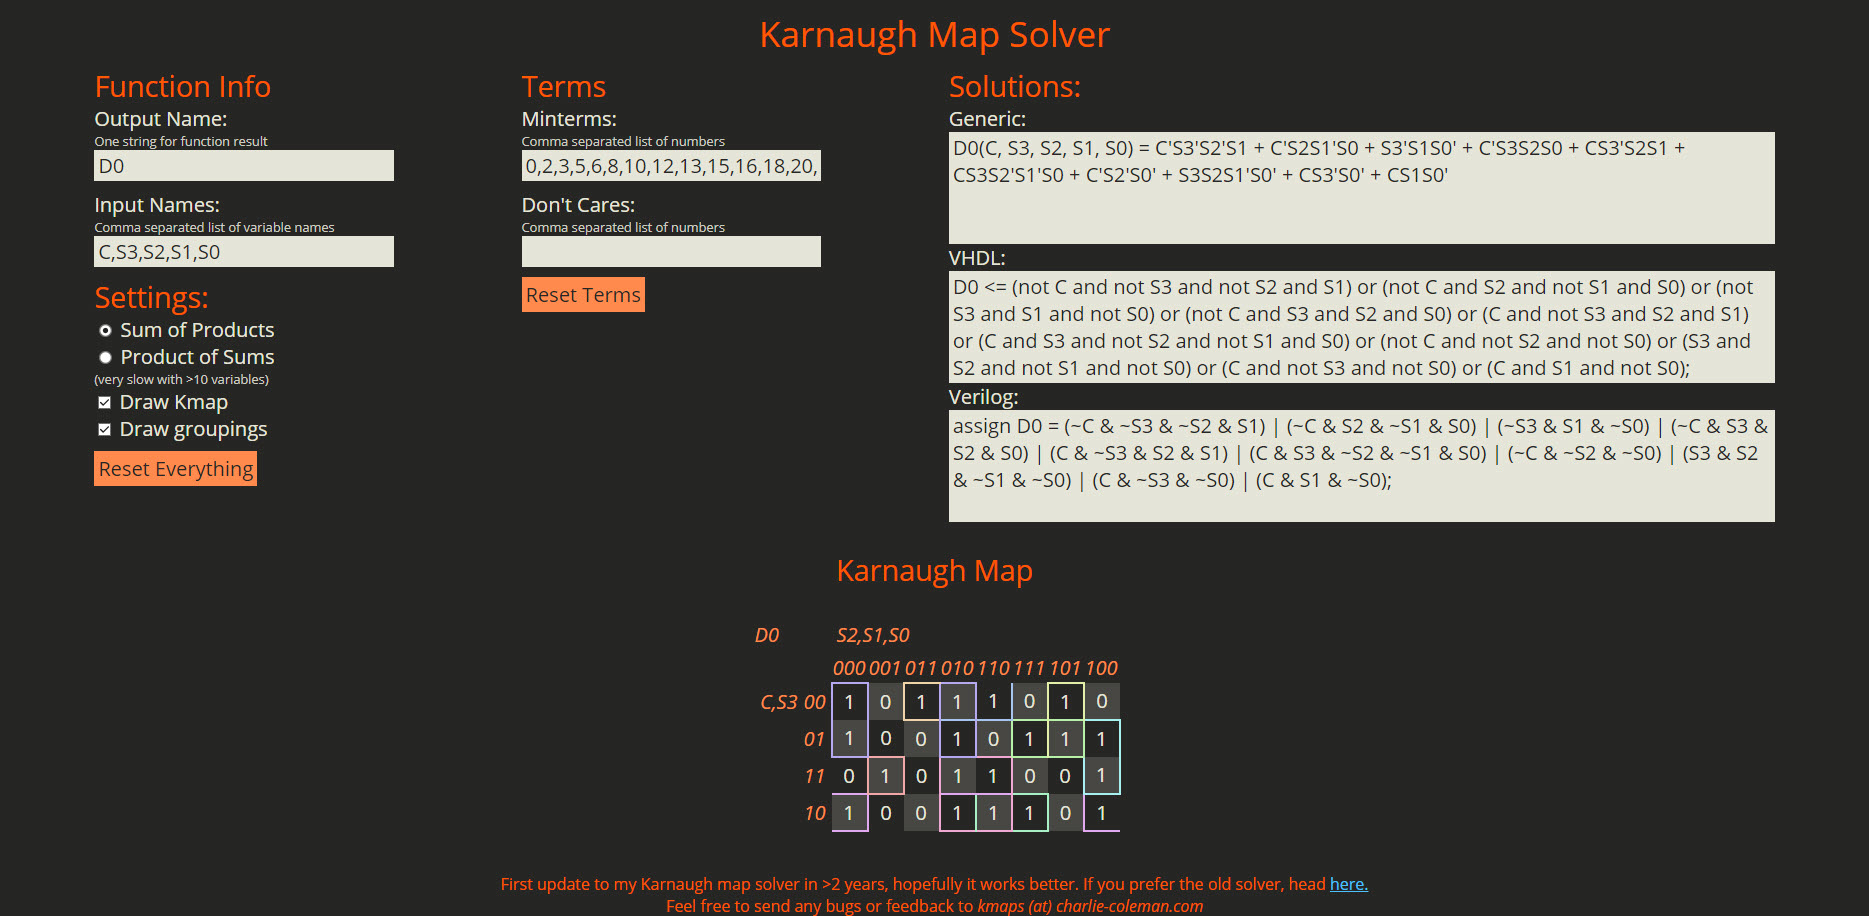 Karnaugh Map Solver
Function Info
Output Name:
One string for function result
D0
Input Names:
Comma separated list of variable names
C,S3,S2,S1,S0
Settings:
Sum of Products
Product of Sums
(very slow with >10 variables)
Draw Kmap
Draw groupings
Reset Everything
Terms
Minterms:
Comma separated list of numbers
0,2,3,5,6,8,10,12,13,15,16,18,20,
Don't Cares:
Comma separated list of numbers
Reset Terms
Solutions:
Generic:
D0(C, S3, S2, S1, S0) = C'S3'S2'S1 + C'S2S1'S0 + S3'S1S0' + C'S3S2S0 + CS3'S2S1 +
CS3S2'S1'S0 + C'S2'S0' + S3S2S1'S0' + CS3'S0' + CS1S0'
VHDL:
D0 <= (not C and not S3 and not S2 and S1) or (not C and S2 and not S1 and S0) or (not
S3 and S1 and not S0) or (not C and S3 and S2 and S0) or (C and not S3 and S2 and S1)
or (C and S3 and not S2 and not S1 and S0) or (not C and not S2 and not S0) or (S3 and
S2 and not S1 and not S0) or (C and not S3 and not S0) or (C and S1 and not S0);
Verilog:
assign D0 = (~C & ~S3 & ~S2 & S1) | (~C & S2 & ~S1 & S0) | (~S3 & S1 & ~S0) | (~C & S3 &
S2 & S0) | (C & ~S3 & S2 & S1) | (C & S3 & ~S2 & ~S1 & S0) | (~C & ~S2 & ~S0) | (S3 & S2
& ~S1 & ~S0) | (C & ~S3 & ~S0) | (C & S1 & ~S0);
Karnaugh Map
D0 S2,S1,S0
000 001 011 010 110 111 101 100
C,S3 00 1 0 1 1 1 0 1 0
01 1 0 0 1 0 1 1 1
11 0 1 0 1 1 0 0 1
10 1 0 0 1 1 1 0 1
First update to my Karnaugh map solver in >2 years, hopefully it works better. If you prefer the old solver, head here.
Feel free to send any bugs or feedback to kmaps (at) charlie-coleman.com